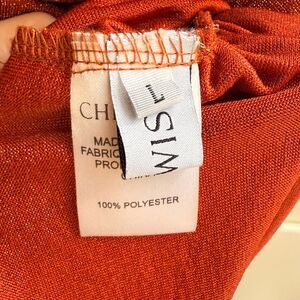 L
WIS
CH
MAD
FABRIC
PRO
100% POLYESTER